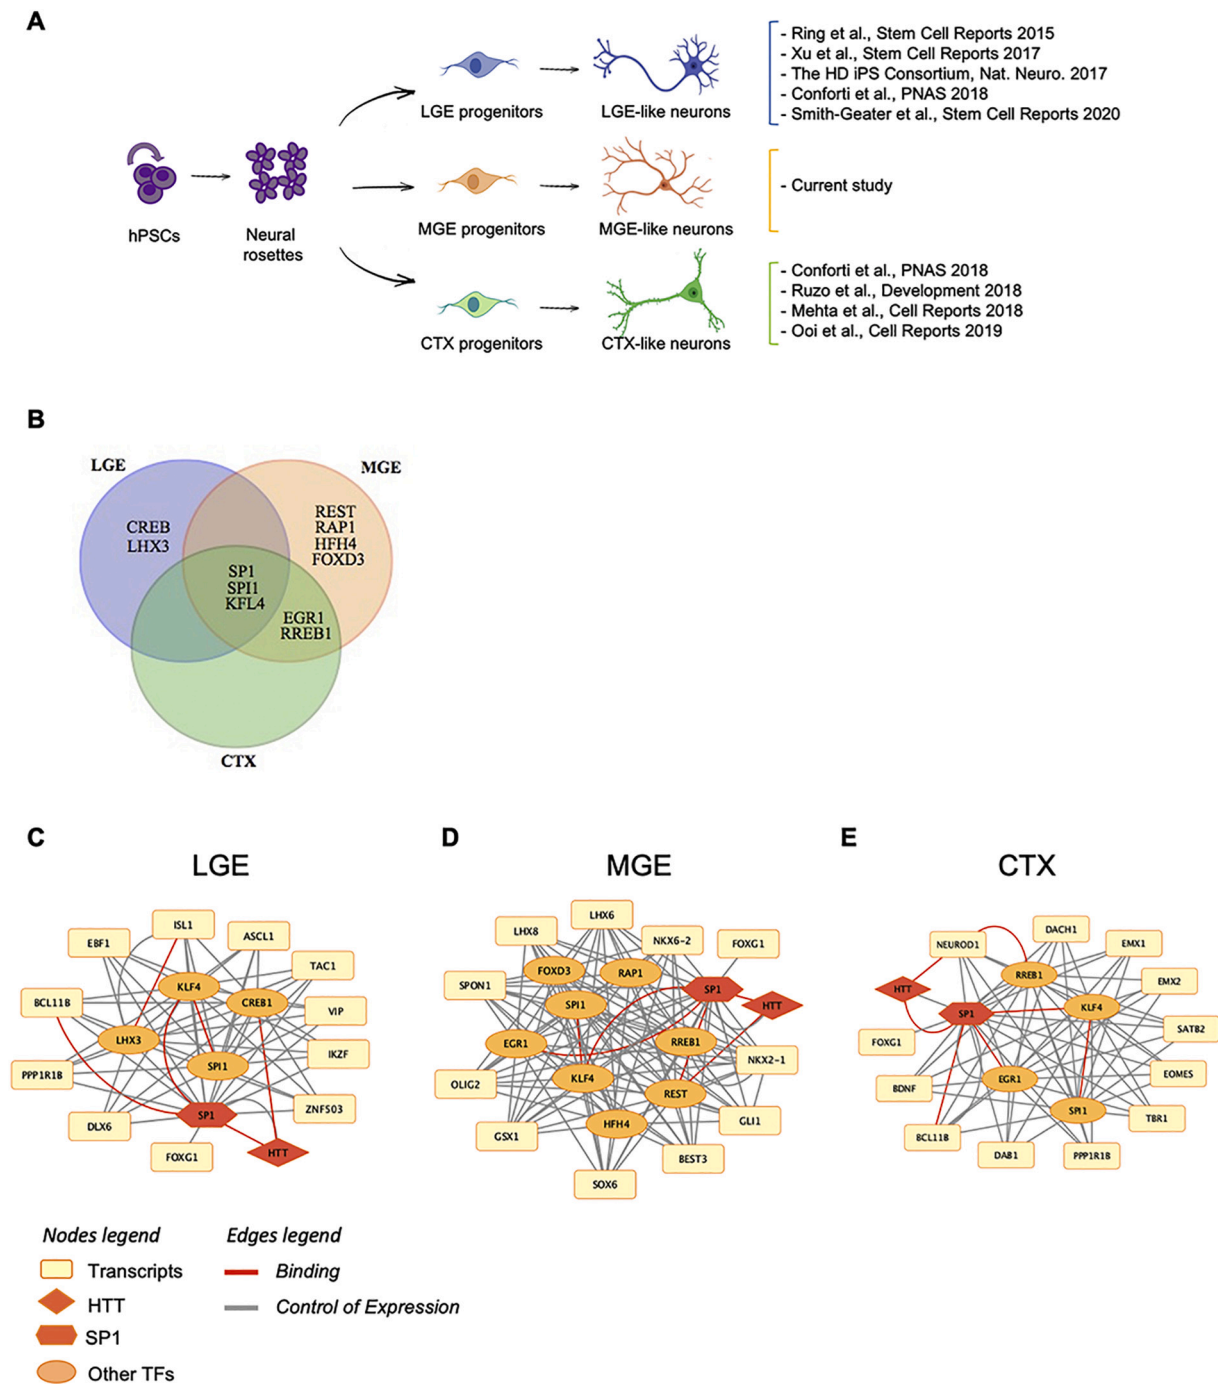 A
hPSCs
Neural
rosettes
LGE progenitors
LGE-like neurons
- Ring et al., Stem Cell Reports 2015
- Xu et al., Stem Cell Reports 2017
- The HD iPS Consortium, Nat. Neuro. 2017
- Conforti et al., PNAS 2018
- Smith-Geater et al., Stem Cell Reports 2020
MGE progenitors
MGE-like neurons
- Current study
CTX progenitors
CTX-like neurons
- Conforti et al., PNAS 2018
- Ruzo et al., Development 2018
- Mehta et al., Cell Reports 2018
- Ooi et al., Cell Reports 2019
B
LGE
MGE
CREB
LHX3
REST
RAP1
HFH4
FOXD3
SP1
SPI1
KFL4
EGR1
RREB1
CTX
C
LGE
ISL1
EBF1
ASCL1
TAC1
KLF4
CREB1
BCL11B
VIP
LHX3
IKZF
SPI1
PPP1R1B
ZNF503
SP1
DLX6
FOXG1
HTT
D
MGE
LHX6
LHX8
NKX6-2
FOXG1
FOXD3
RAP1
SPON1
SP1
SPI1
HTT
EGR1
RREB1
NKX2-1
OLIG2
KLF4
REST
GLI1
HFH4
GSX1
BEST3
SOX6
E
CTX
DACH1
NEUROD1
EMX1
RREB1
EMX2
HTT
KLF4
SP1
SATB2
FOXG1
EOMES
BDNF
EGR1
SPI1
TBR1
BCL11B
DAB1
PPP1R1B
Nodes legend
Transcripts
HTT
SP1
Other TFs
Edges legend
Binding
Control of Expression